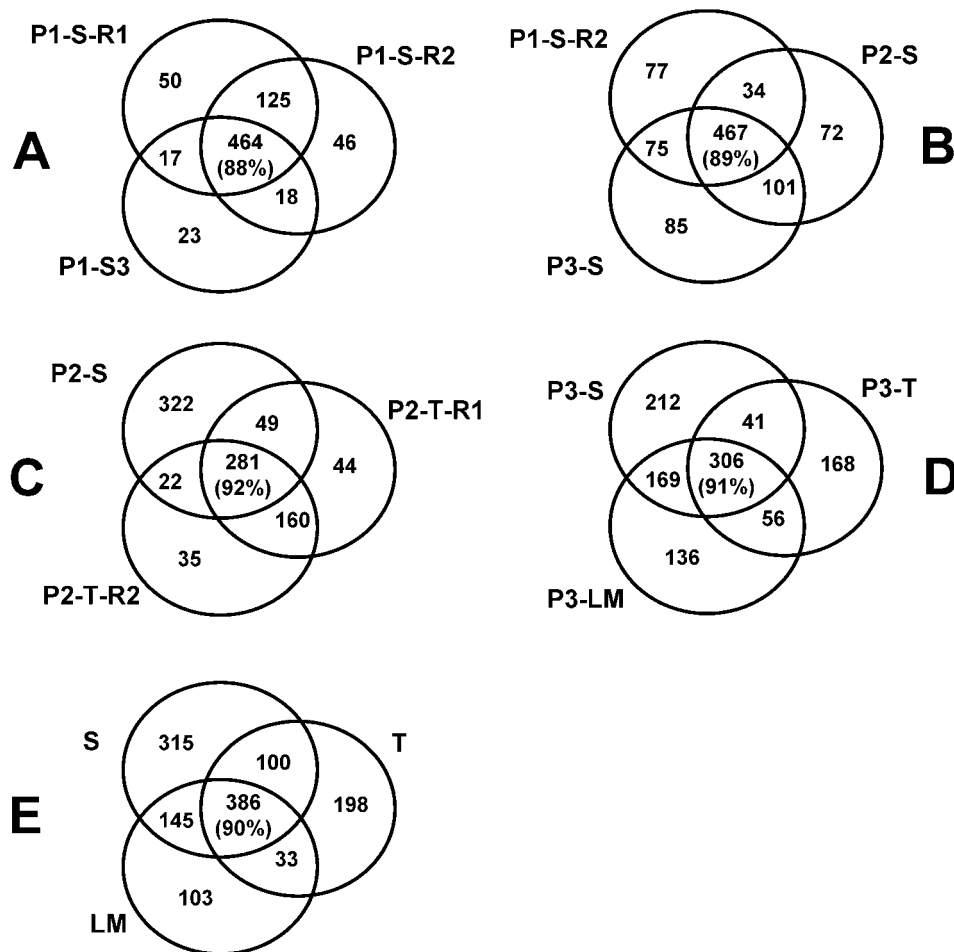 P1-S-R1
P1-S-R2
50
125
A
464
(88%)
46
17
18
23
P1-S3
P1-S-R2
P2-S
77
34
467
(89%)
72
B
75
101
85
P3-S
P2-S
322
P2-T-R1
49
C
281
(92%)
44
22
160
35
P2-T-R2
P3-S
P3-T
212
41
306
(91%)
168
D
169
56
136
P3-LM
S
T
315
100
E
386
(90%)
198
145
33
103
LM